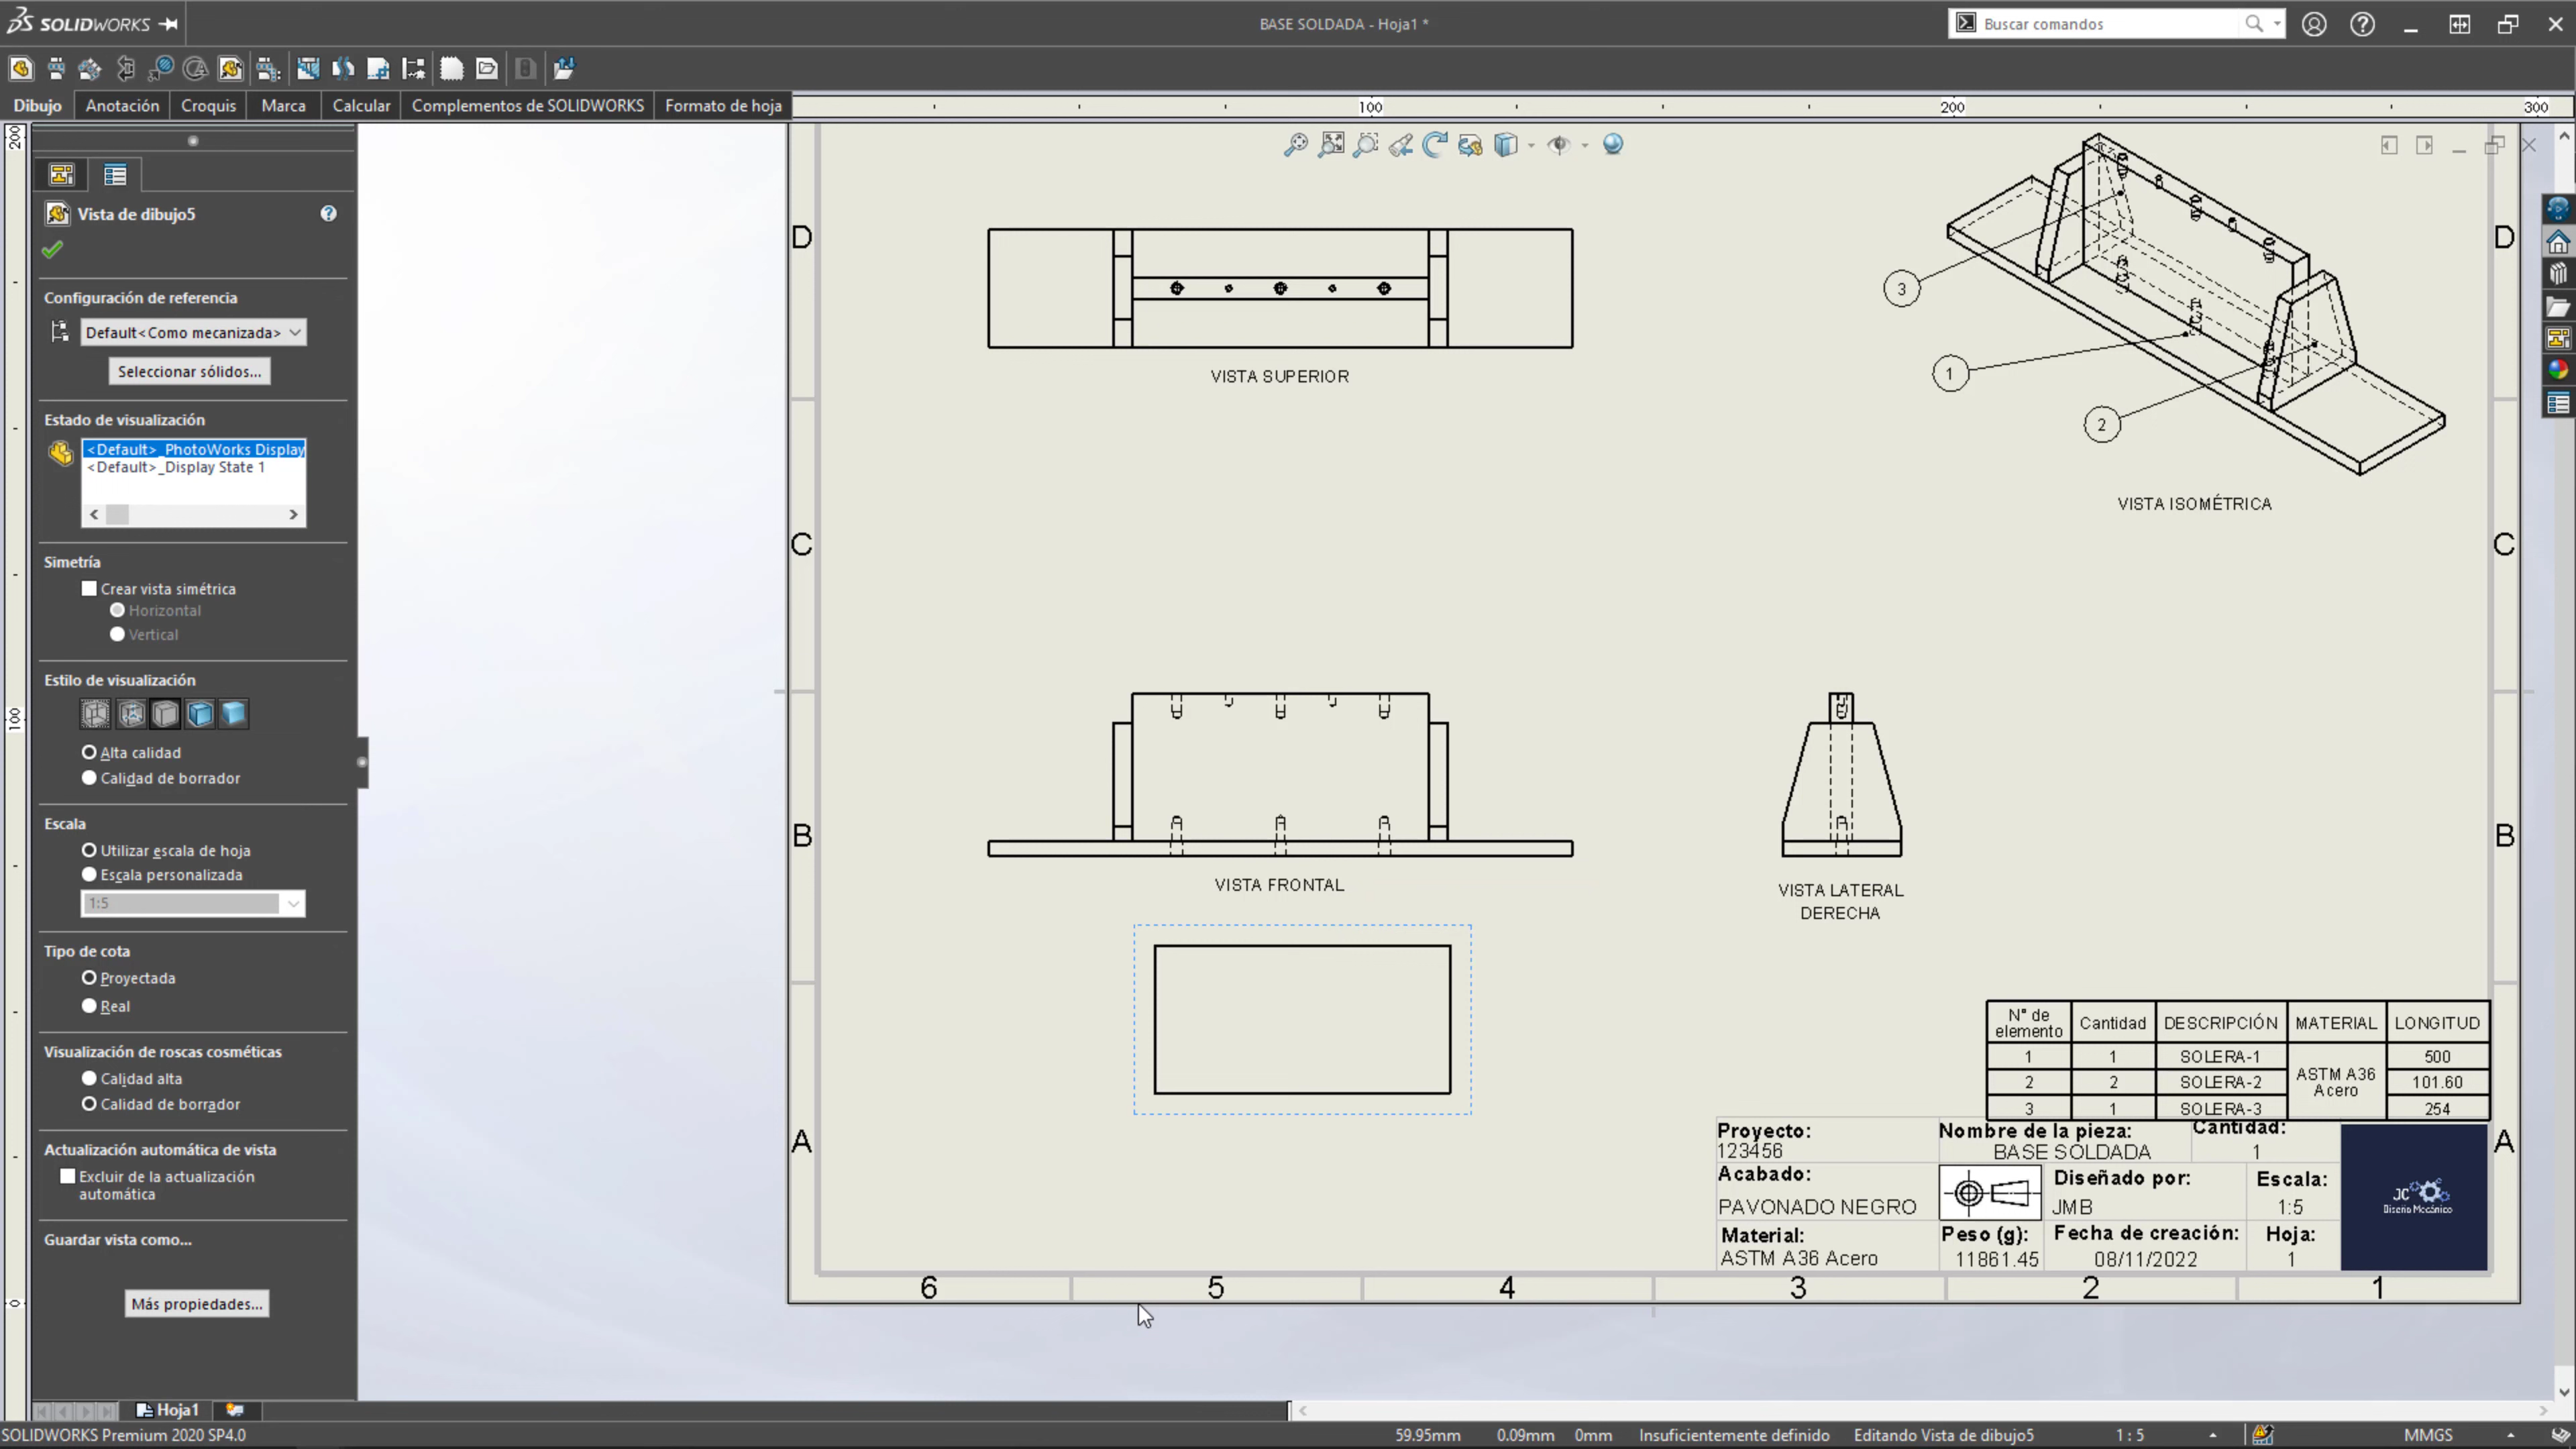 SOLIDWORKS
BASE SOLDADA - Hoja1 *
Buscar comandos
Dibujo
Anotación
Croquis
Marca
Calcular
Complementos de SOLIDWORKS
Formato de hoja
100
200
300
200
100
0
Vista de dibujo5
Configuración de referencia
Default<Como mecanizada>
Seleccionar sólidos...
Estado de visualización
<Default>_PhotoWorks Display
<Default>_Display State 1
Simetría
Crear vista simétrica
Horizontal
Vertical
Estilo de visualización
Alta calidad
Calidad de borrador
Escala
Utilizar escala de hoja
Escala personalizada
1:5
Tipo de cota
Proyectada
Real
Visualización de roscas cosméticas
Calidad alta
Calidad de borrador
Actualización automática de vista
Excluir de la actualización
automática
Guardar vista como...
Más propiedades...
D
D
C
C
B
B
A
A
VISTA SUPERIOR
3
1
2
VISTA ISOMÉTRICA
VISTA FRONTAL
VISTA LATERAL
DERECHA
N° de elemento Cantidad DESCRIPCIÓN MATERIAL LONGITUD
1 1 SOLERA-1 ASTM A36 Acero 500
2 2 SOLERA-2 101.60
3 1 SOLERA-3 254
Proyecto:
123456
Nombre de la pieza:
BASE SOLDADA
Cantidad:
1
Acabado:
PAVONADO NEGRO
Diseñado por:
JMB
Escala:
1:5
Material:
ASTM A36 Acero
Peso (g):
11861.45
Fecha de creación:
08/11/2022
Hoja:
1
JC
Diseño Mecánico
6 5 4 3 2 1
Hoja1
SOLIDWORKS Premium 2020 SP4.0
59.95mm 0.09mm 0mm Insuficientemente definido Editando Vista de dibujo5 1 : 5 MMGS